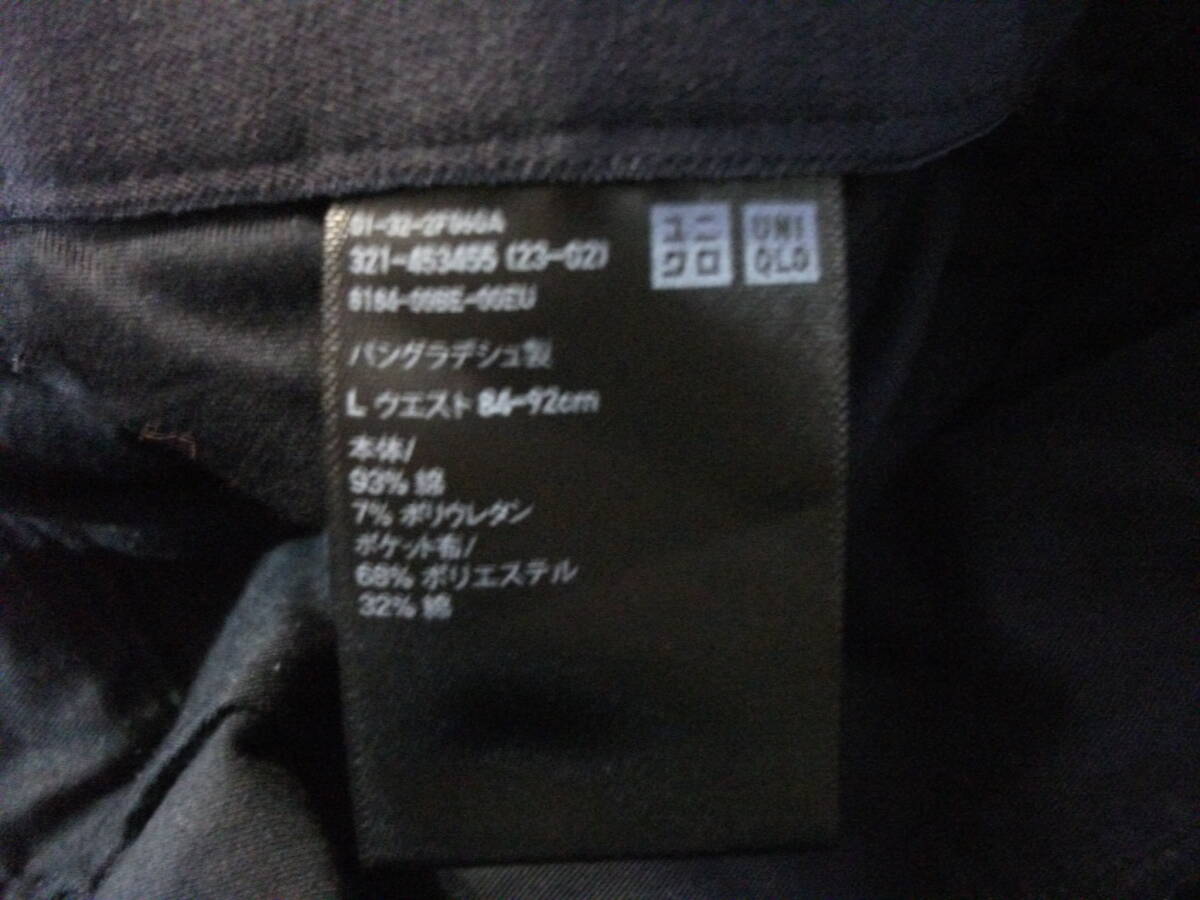 321-453455 (23-02)
バングラデシュ製
L ウエスト 84-92cm
本体/
93% 綿
7% ポリウレタン
ポケット布/
68% ポリエステル
32% 綿
ユニ
クロ
UNI
QLO